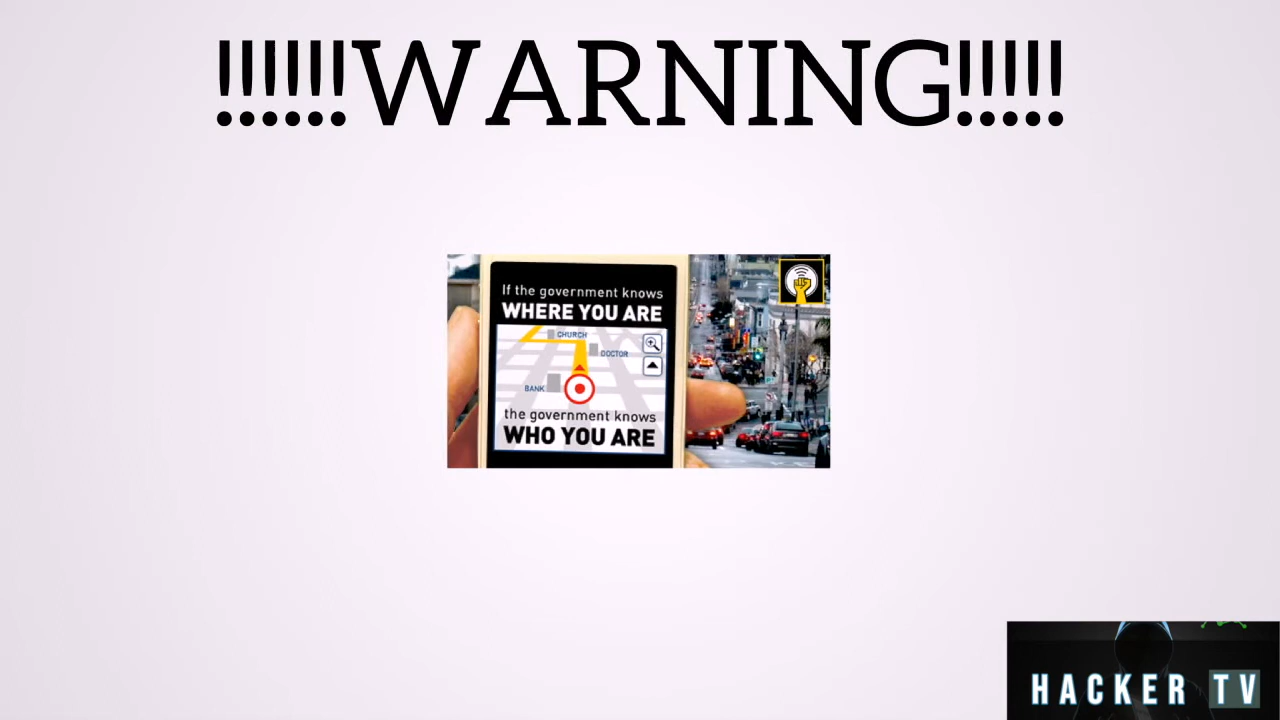 !!!!!!WARNING!!!!!
If the government knows
WHERE YOU ARE
CHURCH
DOCTOR
BANK
the government knows
WHO YOU ARE
HACKER TV